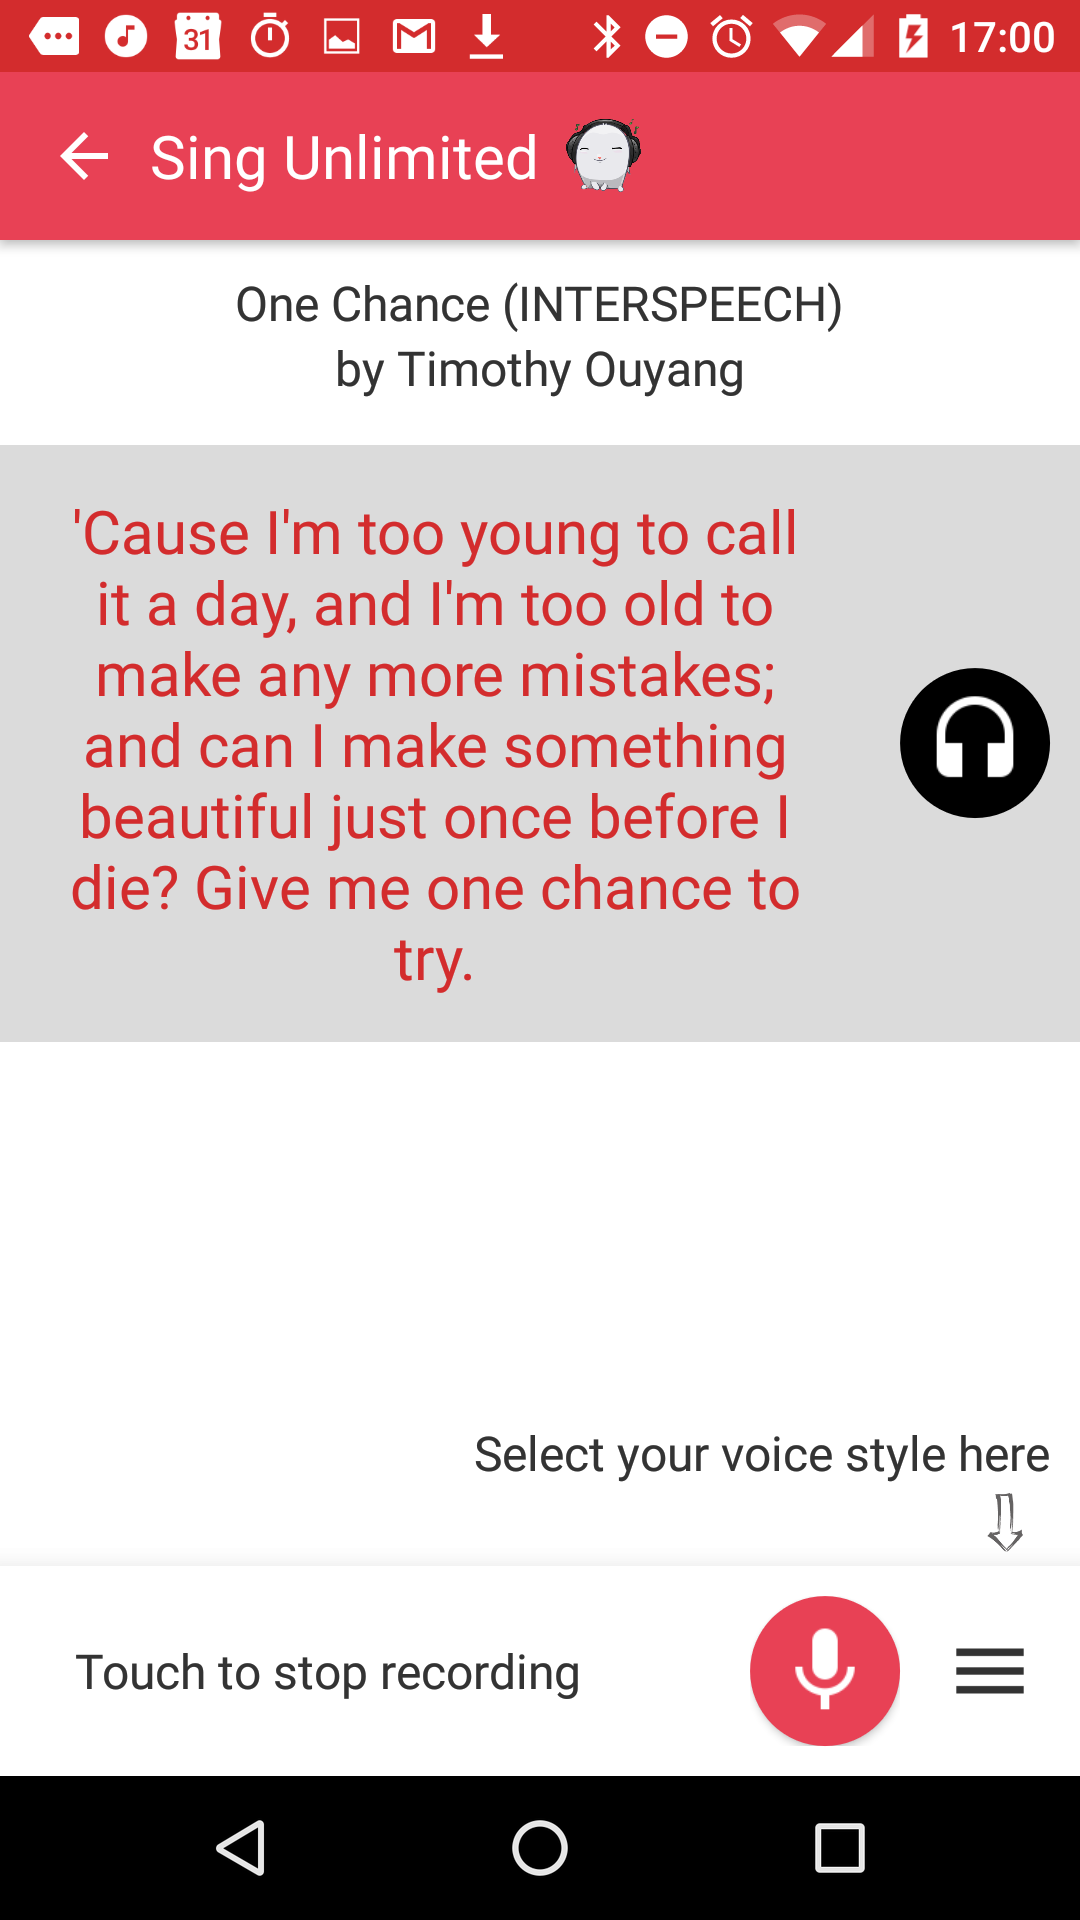 31
17:00
Sing Unlimited
One Chance (INTERSPEECH)
by Timothy Ouyang
'Cause I'm too young to call
it a day, and I'm too old to
make any more mistakes;
and can I make something
beautiful just once before I
die? Give me one chance to
try.
Select your voice style here
Touch to stop recording